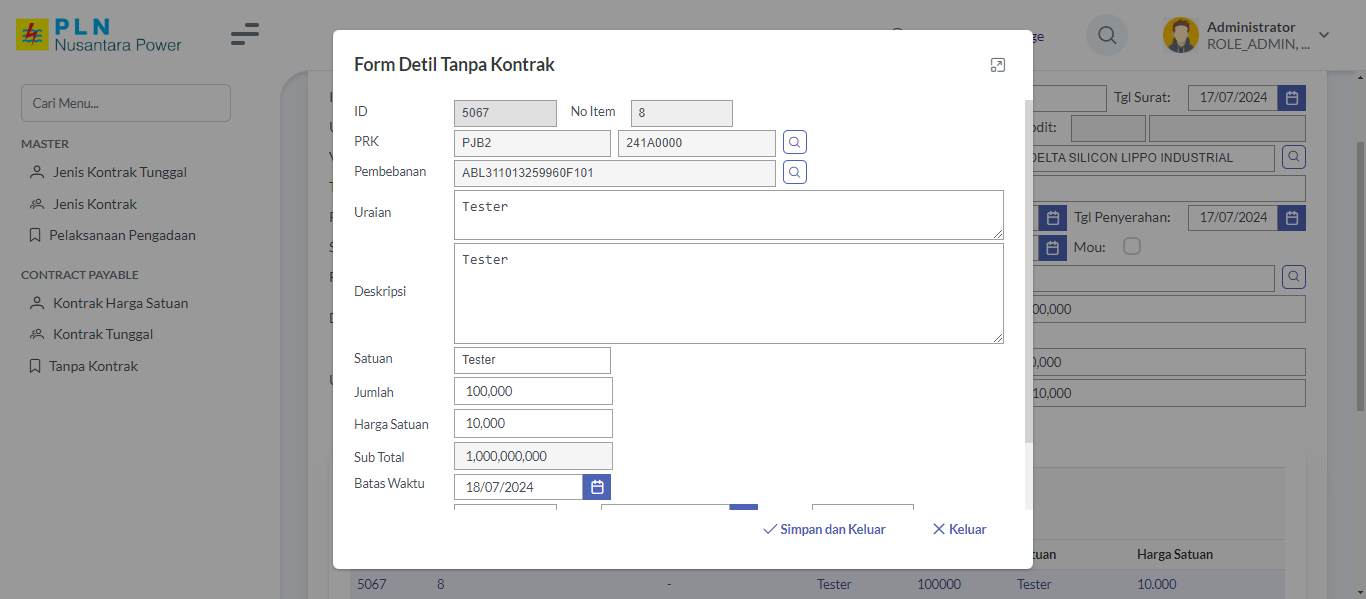 PLN
Nusantara Power
ge
Administrator
ROLE_ADMIN, ...
Cari Menu...
MASTER
Jenis Kontrak Tunggal
Jenis Kontrak
Pelaksanaan Pengadaan
CONTRACT PAYABLE
Kontrak Harga Satuan
Kontrak Tunggal
Tanpa Kontrak
Form Detil Tanpa Kontrak
ID 5067 No Item 8
PRK PJB2 241A0000
Pembebanan ABL311013259960F101
Uraian Tester
Deskripsi Tester
Satuan Tester
Jumlah 100,000
Harga Satuan 10,000
Sub Total 1,000,000,000
Batas Waktu 18/07/2024
Simpan dan Keluar Keluar
Tgl Surat: 17/07/2024
dit:
DELTA SILICON LIPPO INDUSTRIAL
Tgl Penyerahan: 17/07/2024
Mou:
00,000
0,000
10,000
tuan Harga Satuan
5067 8 - Tester 100000 Tester 10.000